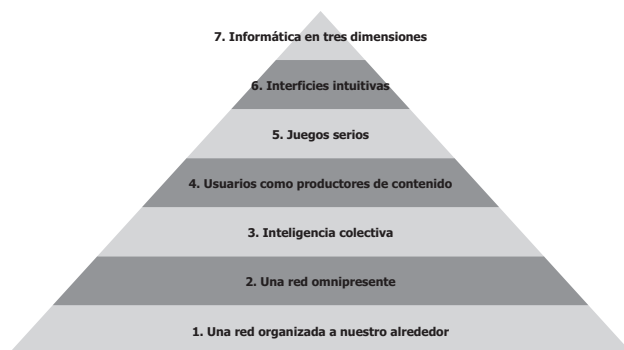 7. Informática en tres dimensiones
6. Interficies intuitivas
5. Juegos serios
4. Usuarios como productores de contenido
3. Inteligencia colectiva
2. Una red omnipresente
1. Una red organizada a nuestro alrededor